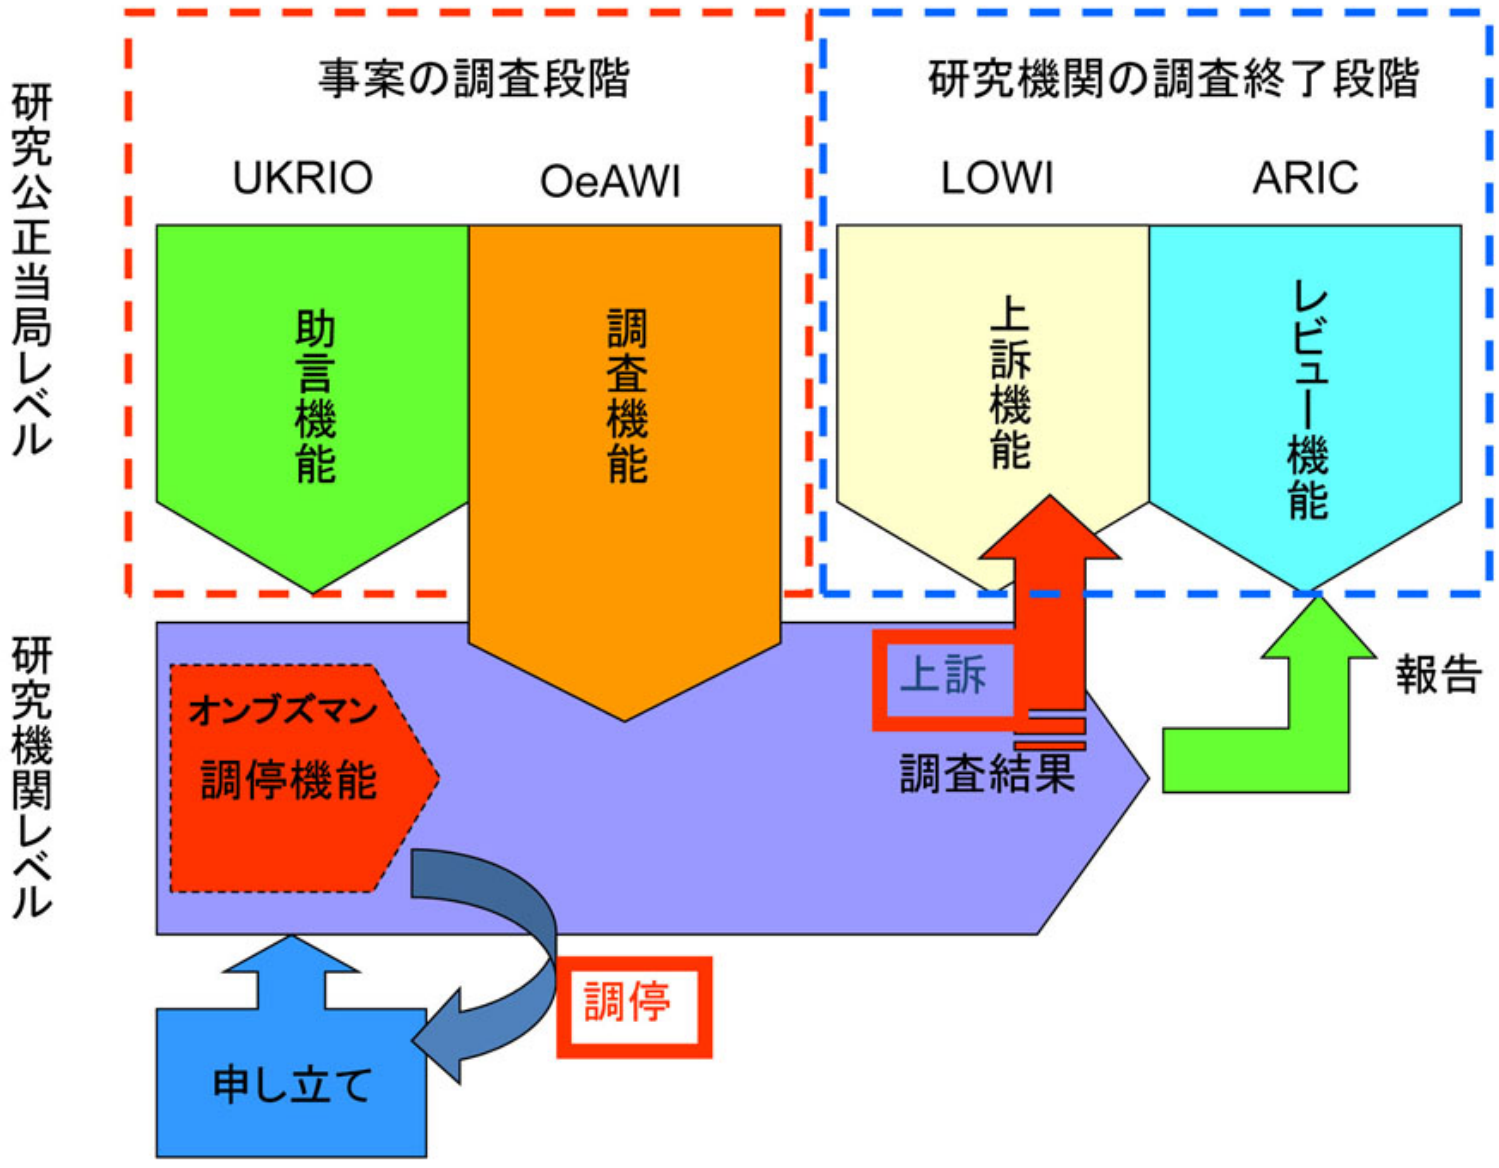 研究公正当局レベル
事案の調査段階
研究機関の調査終了段階
UKRIO
OeAWI
LOWI
ARIC
助言機能
調査機能
上訴機能
レビュー機能
研究機関レベル
オンブズマン
調停機能
上訴
調査結果
報告
調停
申し立て